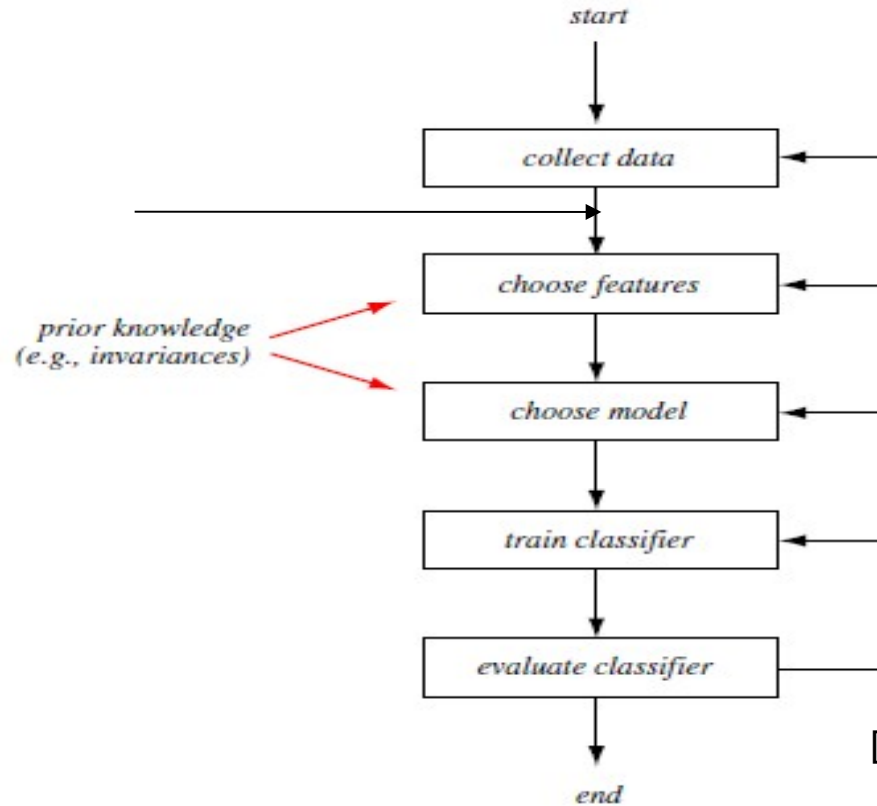 start
collect data
choose features
prior knowledge
(e.g., invariances)
choose model
train classifier
evaluate classifier
end
[